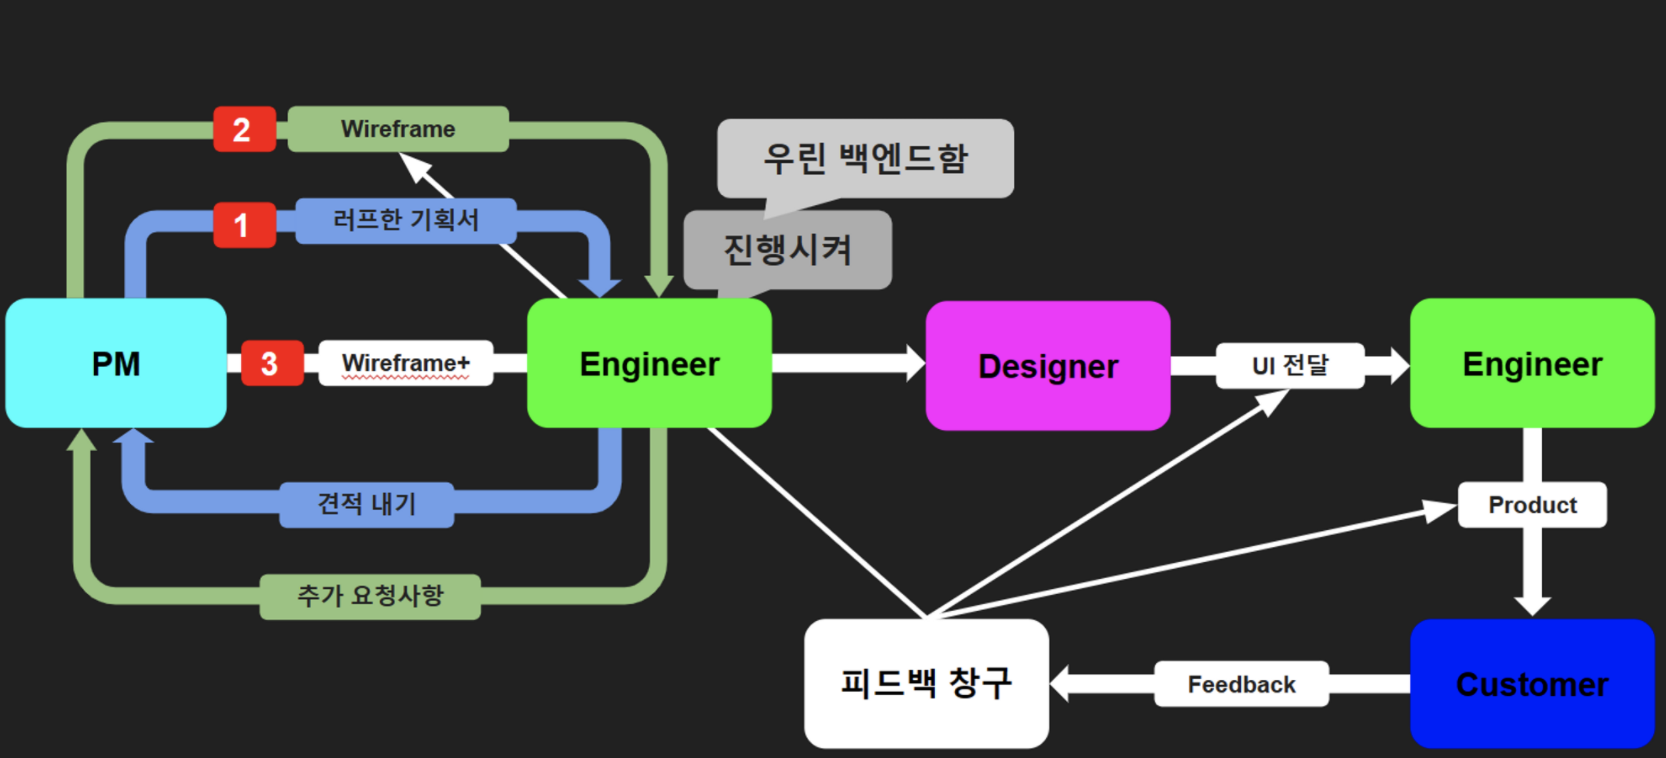 2
Wireframe
우린 백엔드함
1
러프한 기획서
진행시켜
PM
3
Wireframe+
Engineer
Designer
UI 전달
Engineer
견적 내기
Product
추가 요청사항
피드백 창구
Feedback
Customer